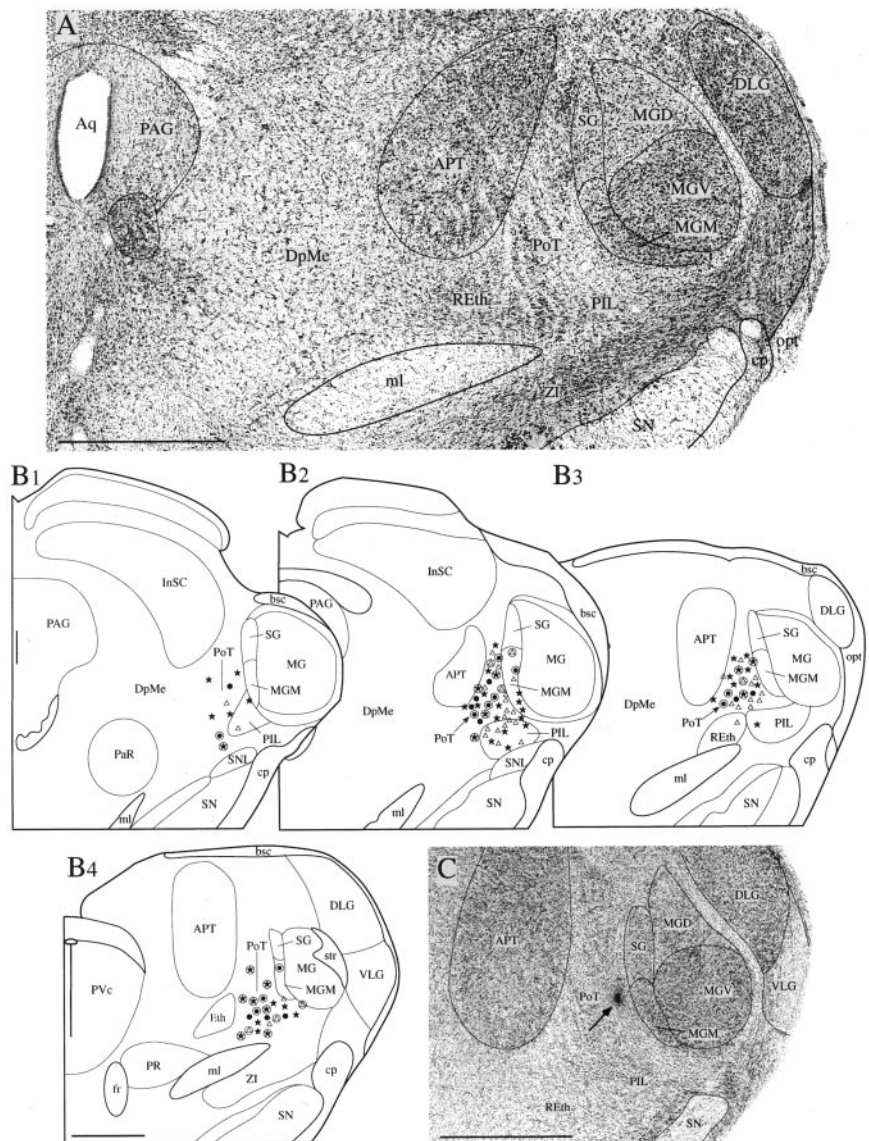 A
PAG
Aq
APT
SG
MGD
DLG
MGV
MGM
PoT
DpMe
REth
PIL
ml
ZI
SN
cp
opt
B1
InSC
PAG
bsc
SG
PoT
MG
MGM
DpMe
PIL
PaR
SNL
cp
SN
ml
B2
InSC
PAG
bsc
SG
APT
MG
MGM
DpMe
PoT
PIL
SNL
cp
SN
ml
B3
bsc
DLG
APT
SG
opt
MG
MGM
DpMe
PoT
PIL
REth
ml
cp
SN
B4
bsc
DLG
APT
PoT
SG
str
MG
VLG
MGM
PVc
Eth
PR
ml
fr
ZI
cp
SN
C
DLG
MGD
APT
SG
PoT
MGV
VLG
MGM
PIL
REth
SN